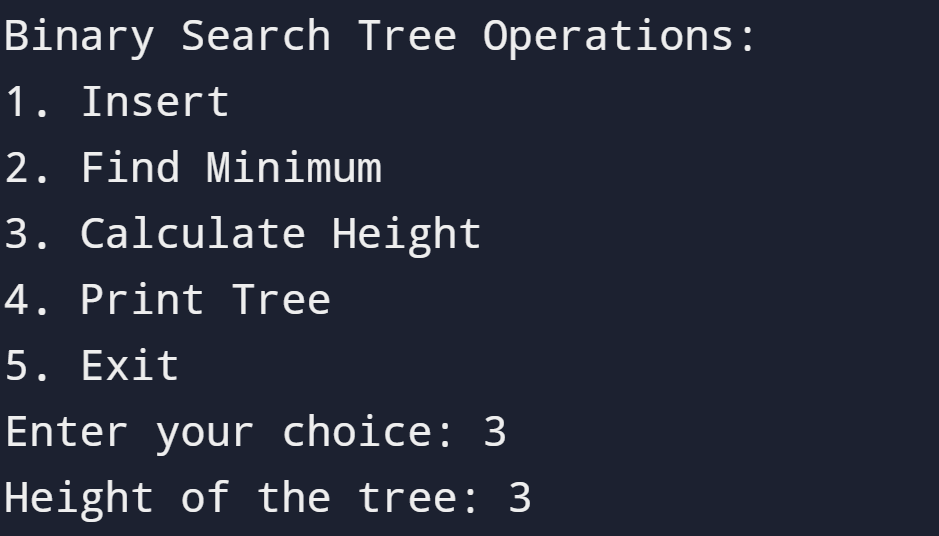 Binary Search Tree Operations:
1. Insert
2. Find Minimum
3. Calculate Height
4. Print Tree
5. Exit
Enter your choice: 3
Height of the tree: 3